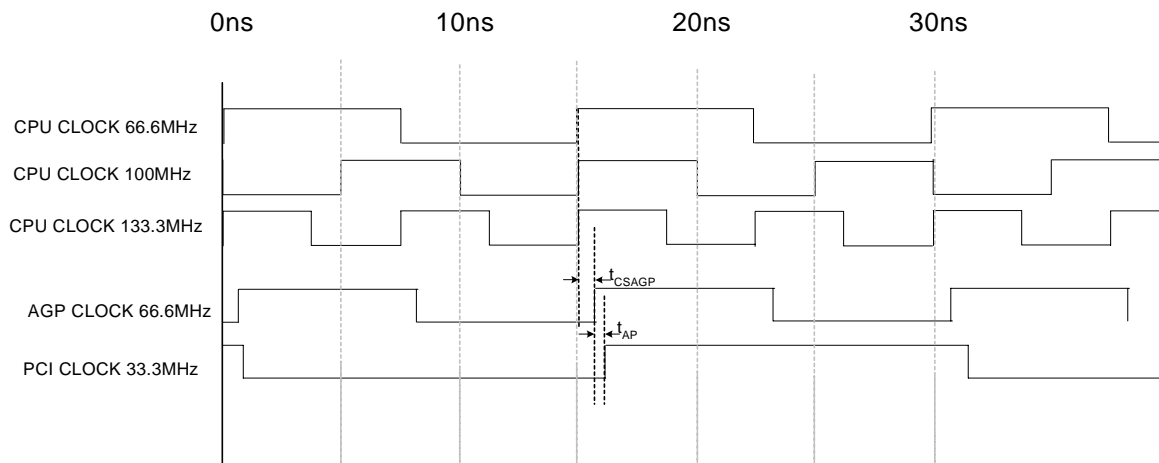 0ns 10ns 20ns 30ns
CPU CLOCK 66.6MHz
CPU CLOCK 100MHz
CPU CLOCK 133.3MHz
tCSAGP
AGP CLOCK 66.6MHz
tAP
PCI CLOCK 33.3MHz